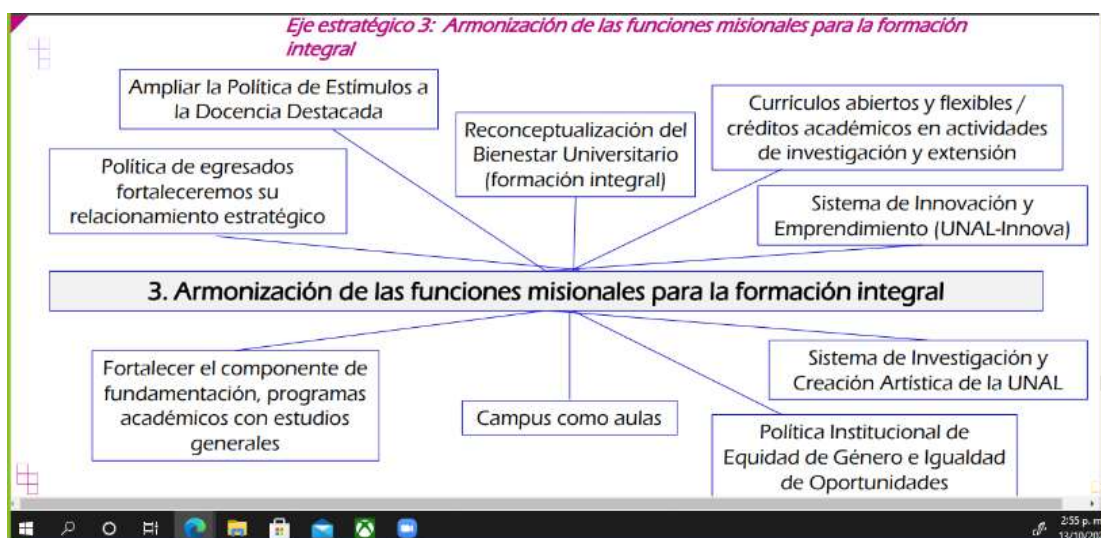 Eje estratégico 3: Armonización de las funciones misionales para la formación
integral
Ampliar la Política de Estímulos a
la Docencia Destacada
Reconceptualización del
Bienestar Universitario
(formación integral)
Currículos abiertos y flexibles /
créditos académicos en actividades
de investigación y extensión
Política de egresados
fortaleceremos su
relacionamiento estratégico
Sistema de Innovación y
Emprendimiento (UNAL-Innova)
3. Armonización de las funciones misionales para la formación integral
Fortalecer el componente de
fundamentación, programas
académicos con estudios
generales
Campus como aulas
Sistema de Investigación y
Creación Artística de la UNAL
Política Institucional de
Equidad de Género e Igualdad
de Oportunidades
2:55 p. m
13/10/202